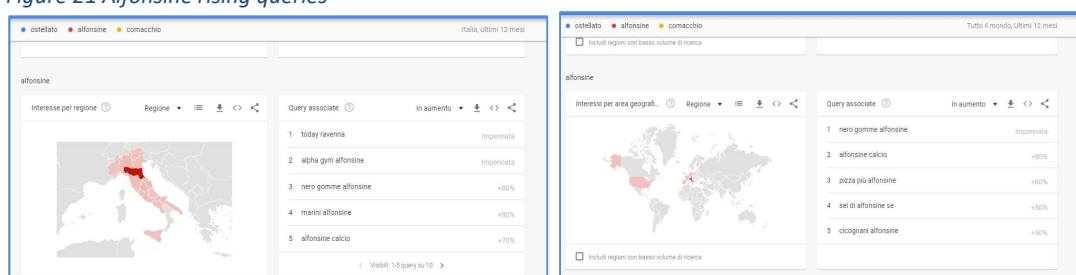 Figure 21 Alfonsine rising queries
ostellato alfonsine comacchio Italia, Ultimi 12 mesi
alfonsine
Interesse per regione Regione
Query associate In aumento
1 today ravenna Impennata
2 alpha gym alfonsine Impennata
3 nero gomme alfonsine +80%
4 marini alfonsine +80%
5 alfonsine calcio +70%
Visibili: 1-5 query su 10
ostellato alfonsine comacchio Tutto il mondo, Ultimi 12 mesi
Includi regioni con basso volume di ricerca
alfonsine
Interessi per area geografi... Regione
Query associate In aumento
1 nero gomme alfonsine Impennata
2 alfonsine calcio +80%
3 pizza più alfonsine +60%
4 sei di alfonsine se +50%
5 cicognani alfonsine +50%
Includi regioni con basso volume di ricerca